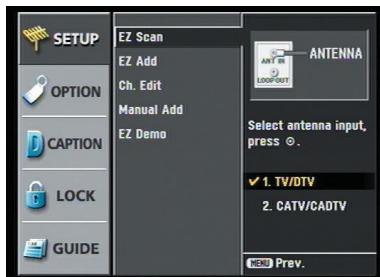 SETUP
OPTION
CAPTION
LOCK
GUIDE
EZ Scan
EZ Add
Ch. Edit
Manual Add
EZ Demo
ANT IN
LOOPOUT
ANTENNA
Select antenna input,
press ⊙.
✔ 1. TV/DTV
2. CATV/CADTV
MENU Prev.